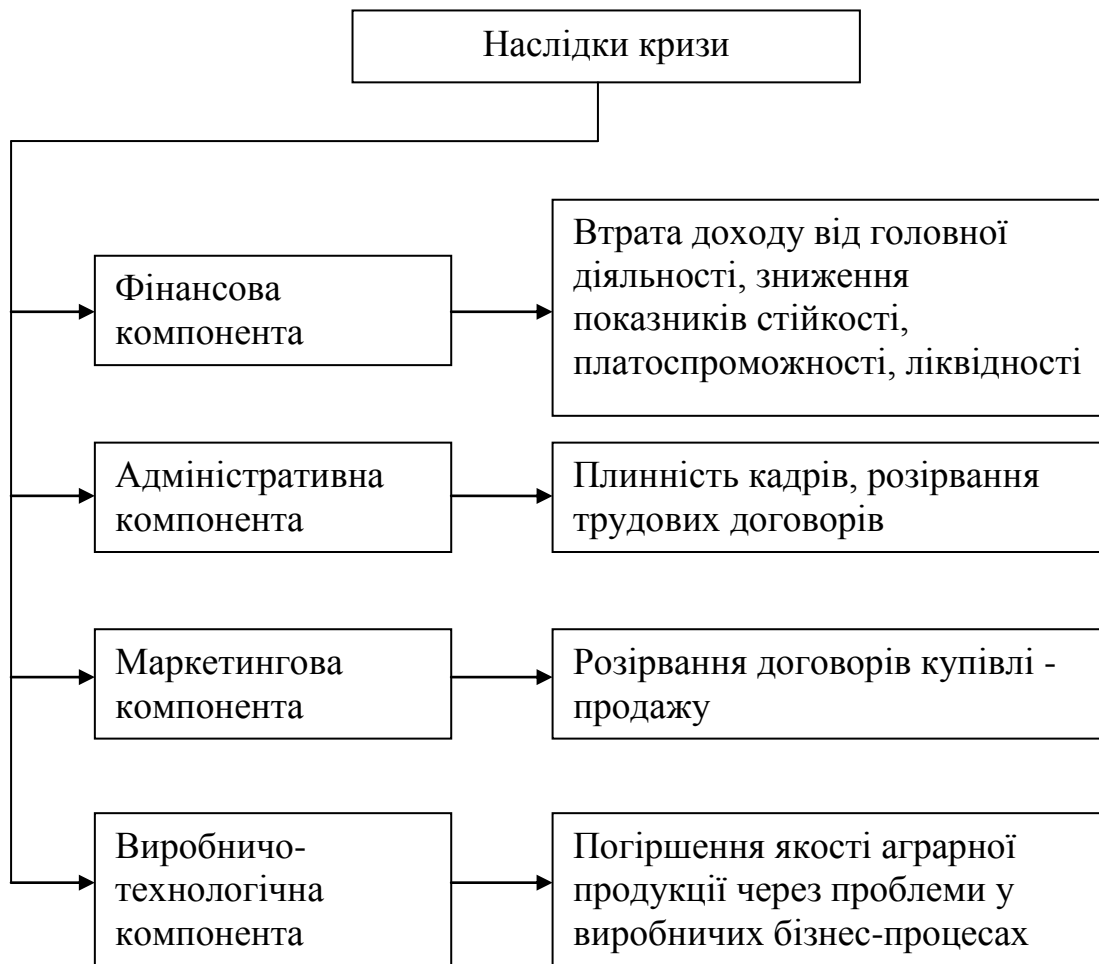 Наслідки кризи
Фінансова
компонента
Втрата доходу від головної
діяльності, зниження
показників стійкості,
платоспроможності, ліквідності
Адміністративна
компонента
Плинність кадрів, розірвання
трудових договорів
Маркетингова
компонента
Розірвання договорів купівлі -
продажу
Виробничо-
технологічна
компонента
Погіршення якості аграрної
продукції через проблеми у
виробничих бізнес-процесах